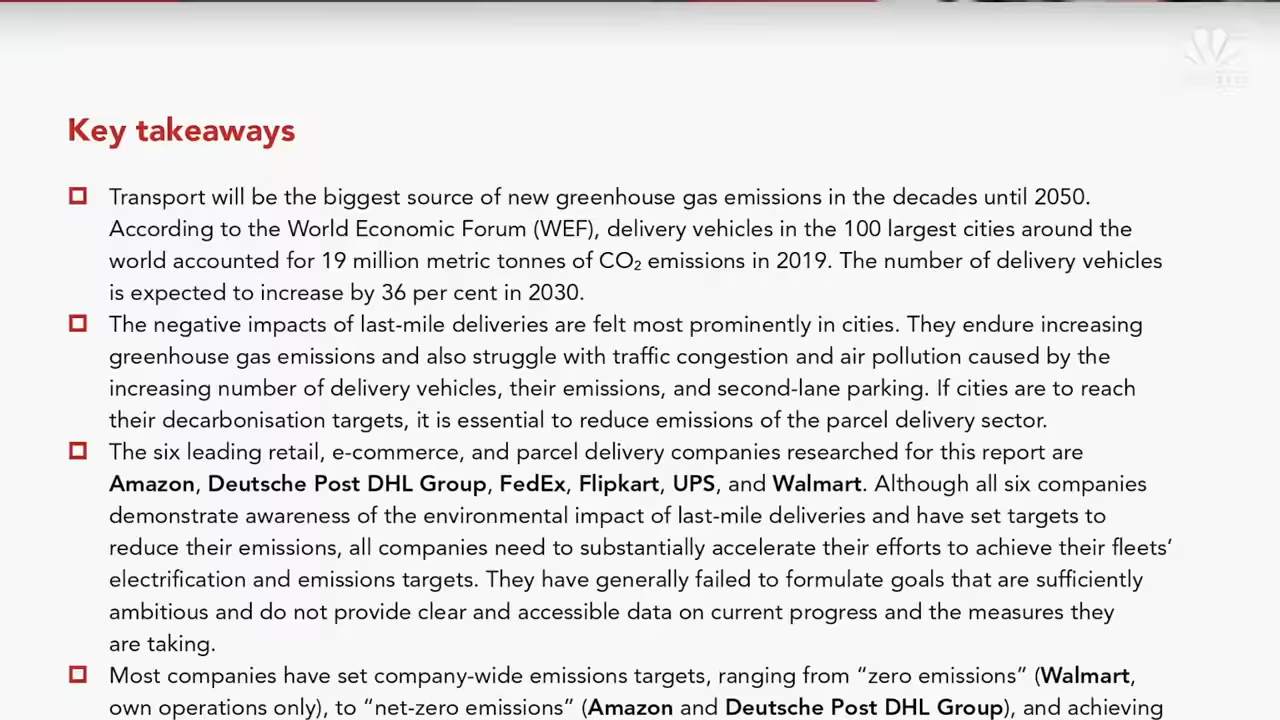 Key takeaways
Transport will be the biggest source of new greenhouse gas emissions in the decades until 2050.
According to the World Economic Forum (WEF), delivery vehicles in the 100 largest cities around the
world accounted for 19 million metric tonnes of CO₂ emissions in 2019. The number of delivery vehicles
is expected to increase by 36 per cent in 2030.
The negative impacts of last-mile deliveries are felt most prominently in cities. They endure increasing
greenhouse gas emissions and also struggle with traffic congestion and air pollution caused by the
increasing number of delivery vehicles, their emissions, and second-lane parking. If cities are to reach
their decarbonisation targets, it is essential to reduce emissions of the parcel delivery sector.
The six leading retail, e-commerce, and parcel delivery companies researched for this report are
Amazon, Deutsche Post DHL Group, FedEx, Flipkart, UPS, and Walmart. Although all six companies
demonstrate awareness of the environmental impact of last-mile deliveries and have set targets to
reduce their emissions, all companies need to substantially accelerate their efforts to achieve their fleets’
electrification and emissions targets. They have generally failed to formulate goals that are sufficiently
ambitious and do not provide clear and accessible data on current progress and the measures they
are taking.
Most companies have set company-wide emissions targets, ranging from “zero emissions” (Walmart,
own operations only), to “net-zero emissions” (Amazon and Deutsche Post DHL Group), and achieving